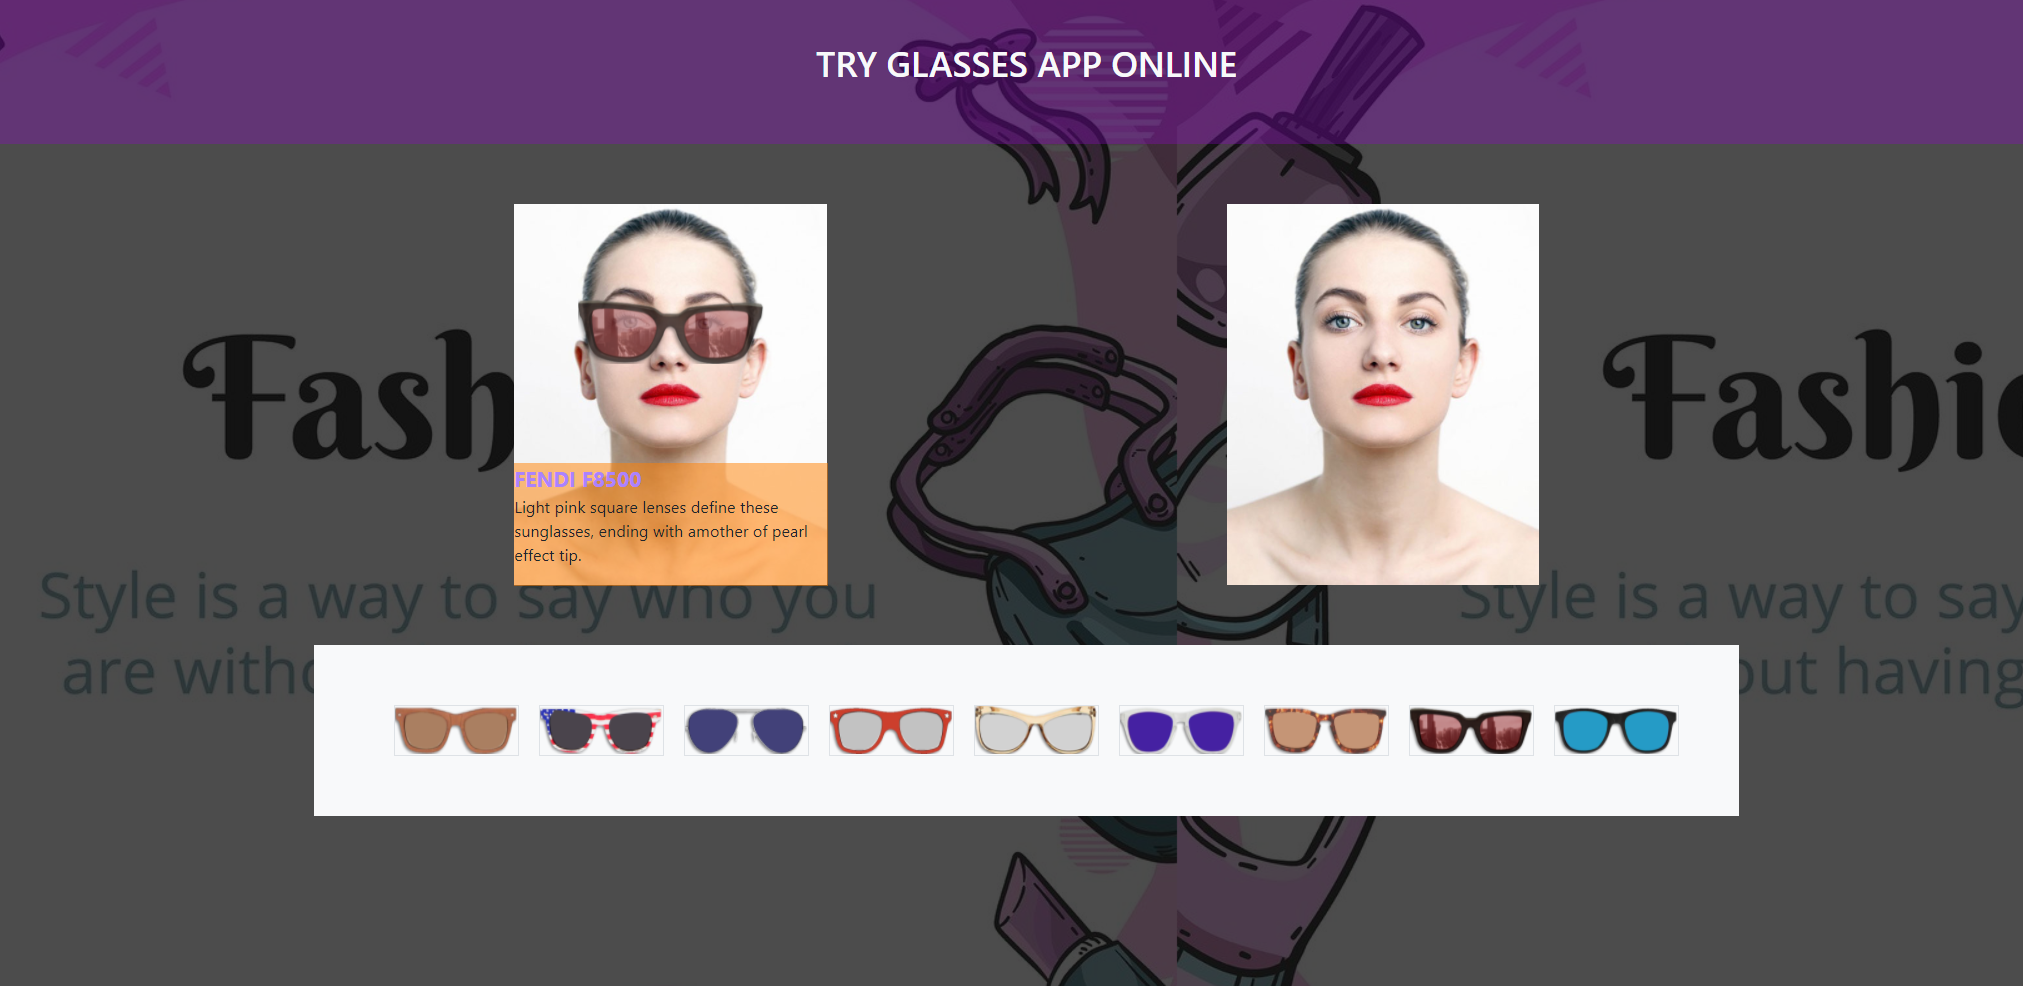 TRY GLASSES APP ONLINE
Fash
Fashi
FENDI F8500
Light pink square lenses define these
sunglasses, ending with amother of pearl
effect tip.
Style is a way to say who you
Style is a way to say
are witho
out having